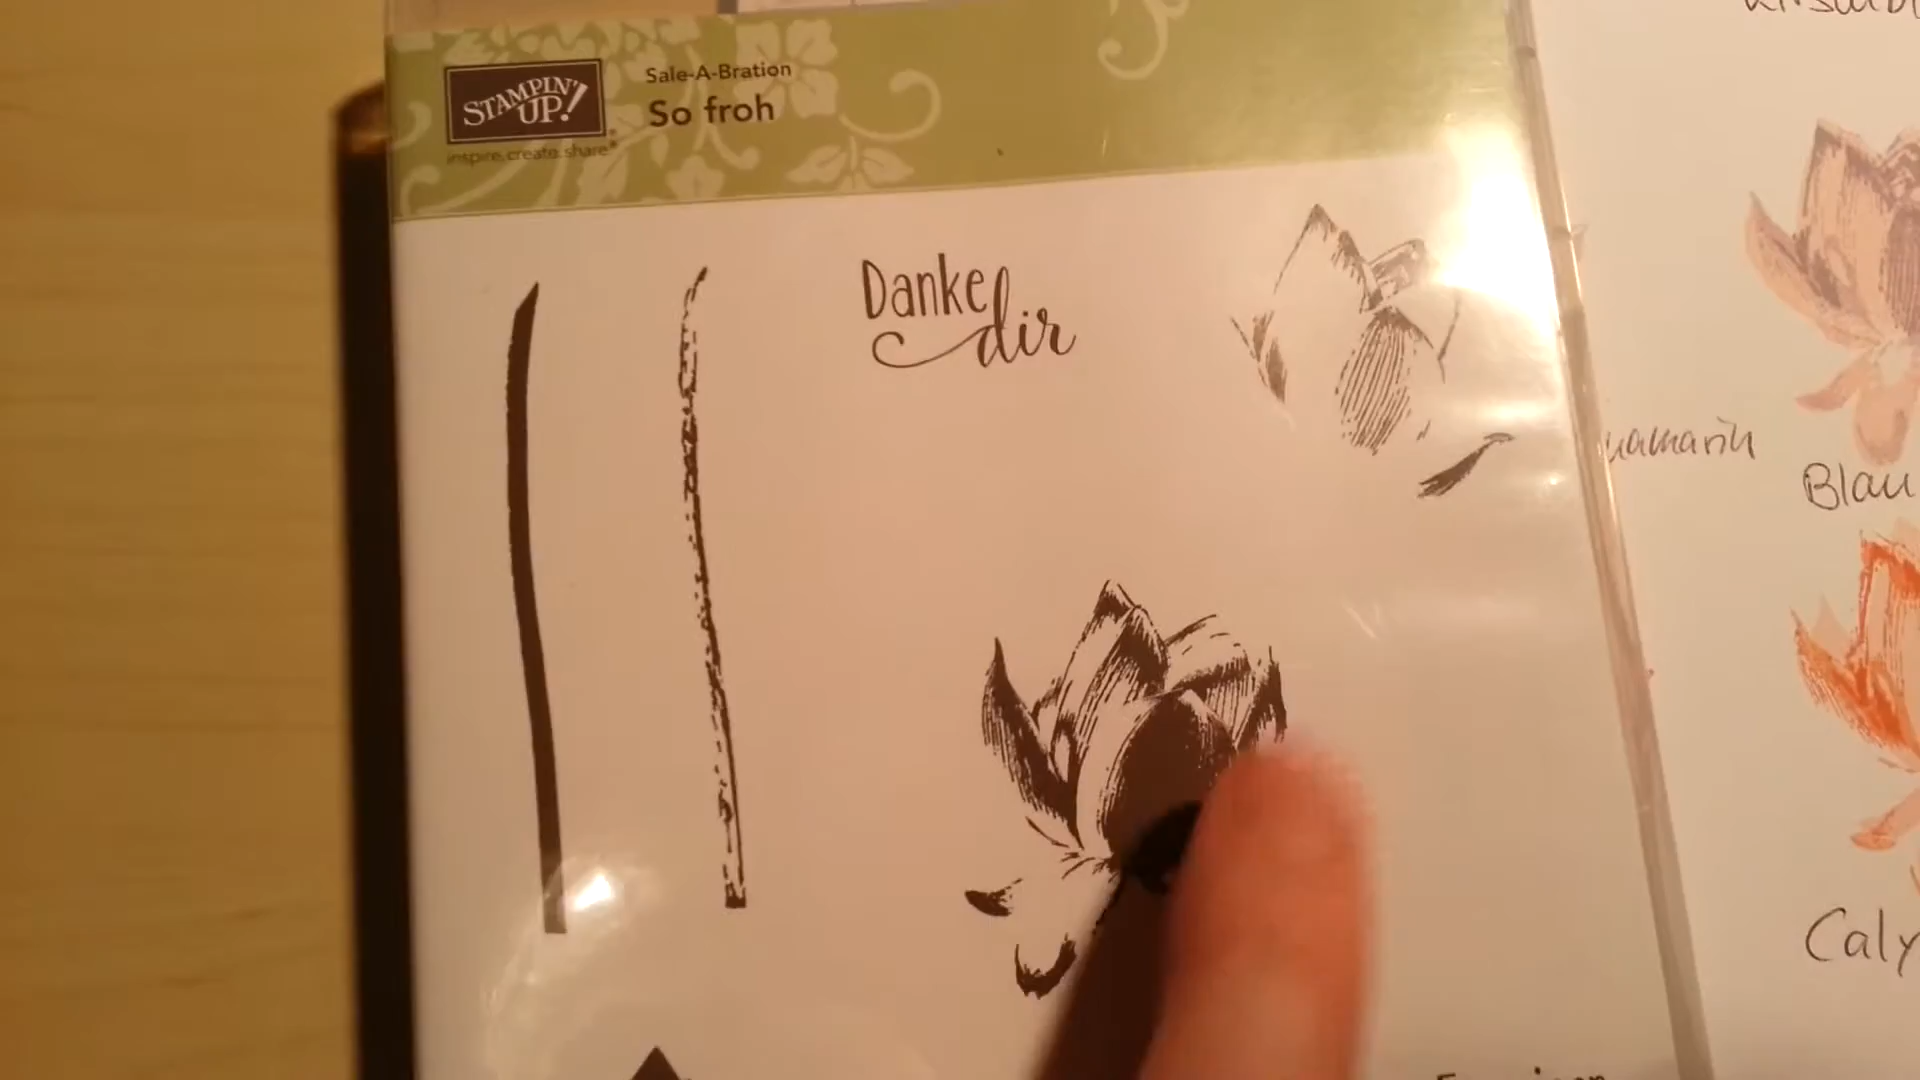 STAMPIN' UP!
inspire.create.share®
Sale-A-Bration
So froh
Danke
dir
Blau
Caly